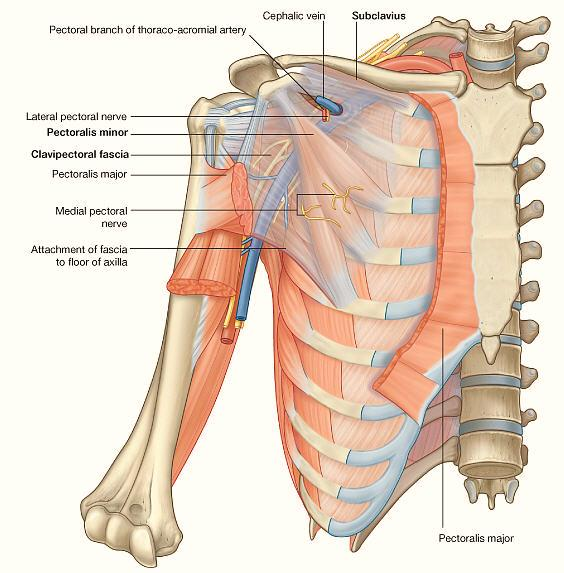 Cephalic vein
Subclavius
Pectoral branch of thoraco-acromial artery
Lateral pectoral nerve
Pectoralis minor
Clavipectoral fascia
Pectoralis major
Medial pectoral
nerve
Attachment of fascia
to floor of axilla
Pectoralis major